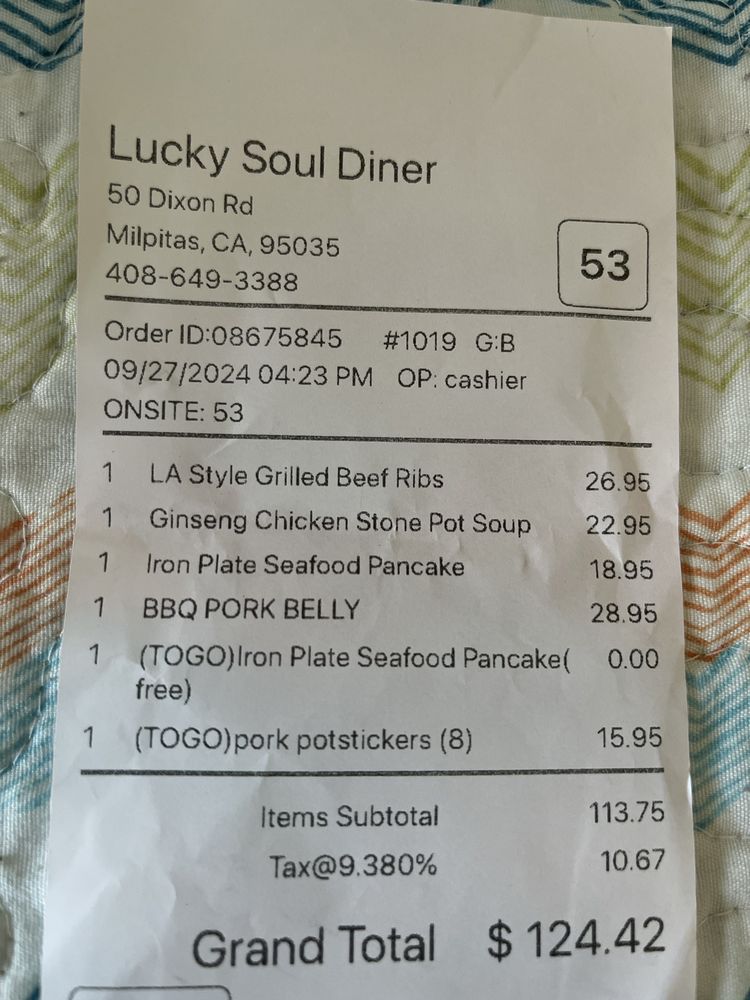 Lucky Soul Diner
50 Dixon Rd
Milpitas, CA, 95035
408-649-3388
53
Order ID:08675845 #1019 G:B
09/27/2024 04:23 PM OP: cashier
ONSITE: 53
1 LA Style Grilled Beef Ribs 26.95
1 Ginseng Chicken Stone Pot Soup 22.95
1 Iron Plate Seafood Pancake 18.95
1 BBQ PORK BELLY 28.95
1 (TOGO)Iron Plate Seafood Pancake( 0.00
free)
1 (TOGO)pork potstickers (8) 15.95
Items Subtotal 113.75
Tax@9.380% 10.67
Grand Total $ 124.42